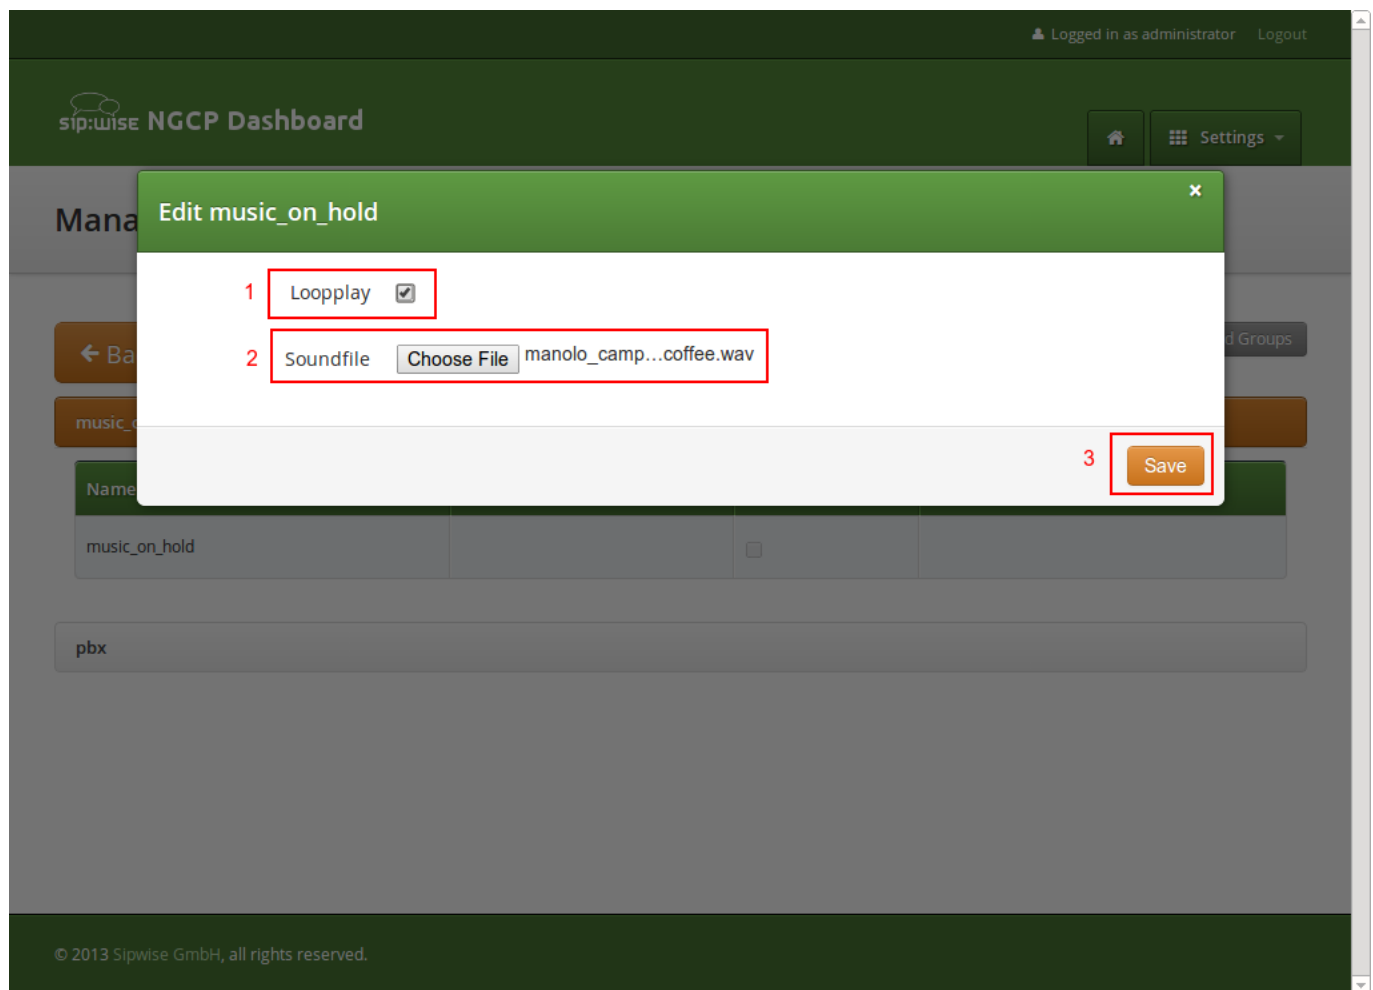 Logged in as administrator Logout
sip:wise NGCP Dashboard
Settings
Mana
Edit music_on_hold
×
1 Loopplay
d Groups
Ba
2 Soundfile Choose File manolo_camp...coffee.wav
music_
3 Save
Name
music_on_hold
pbx
© 2013 Sipwise GmbH, all rights reserved.